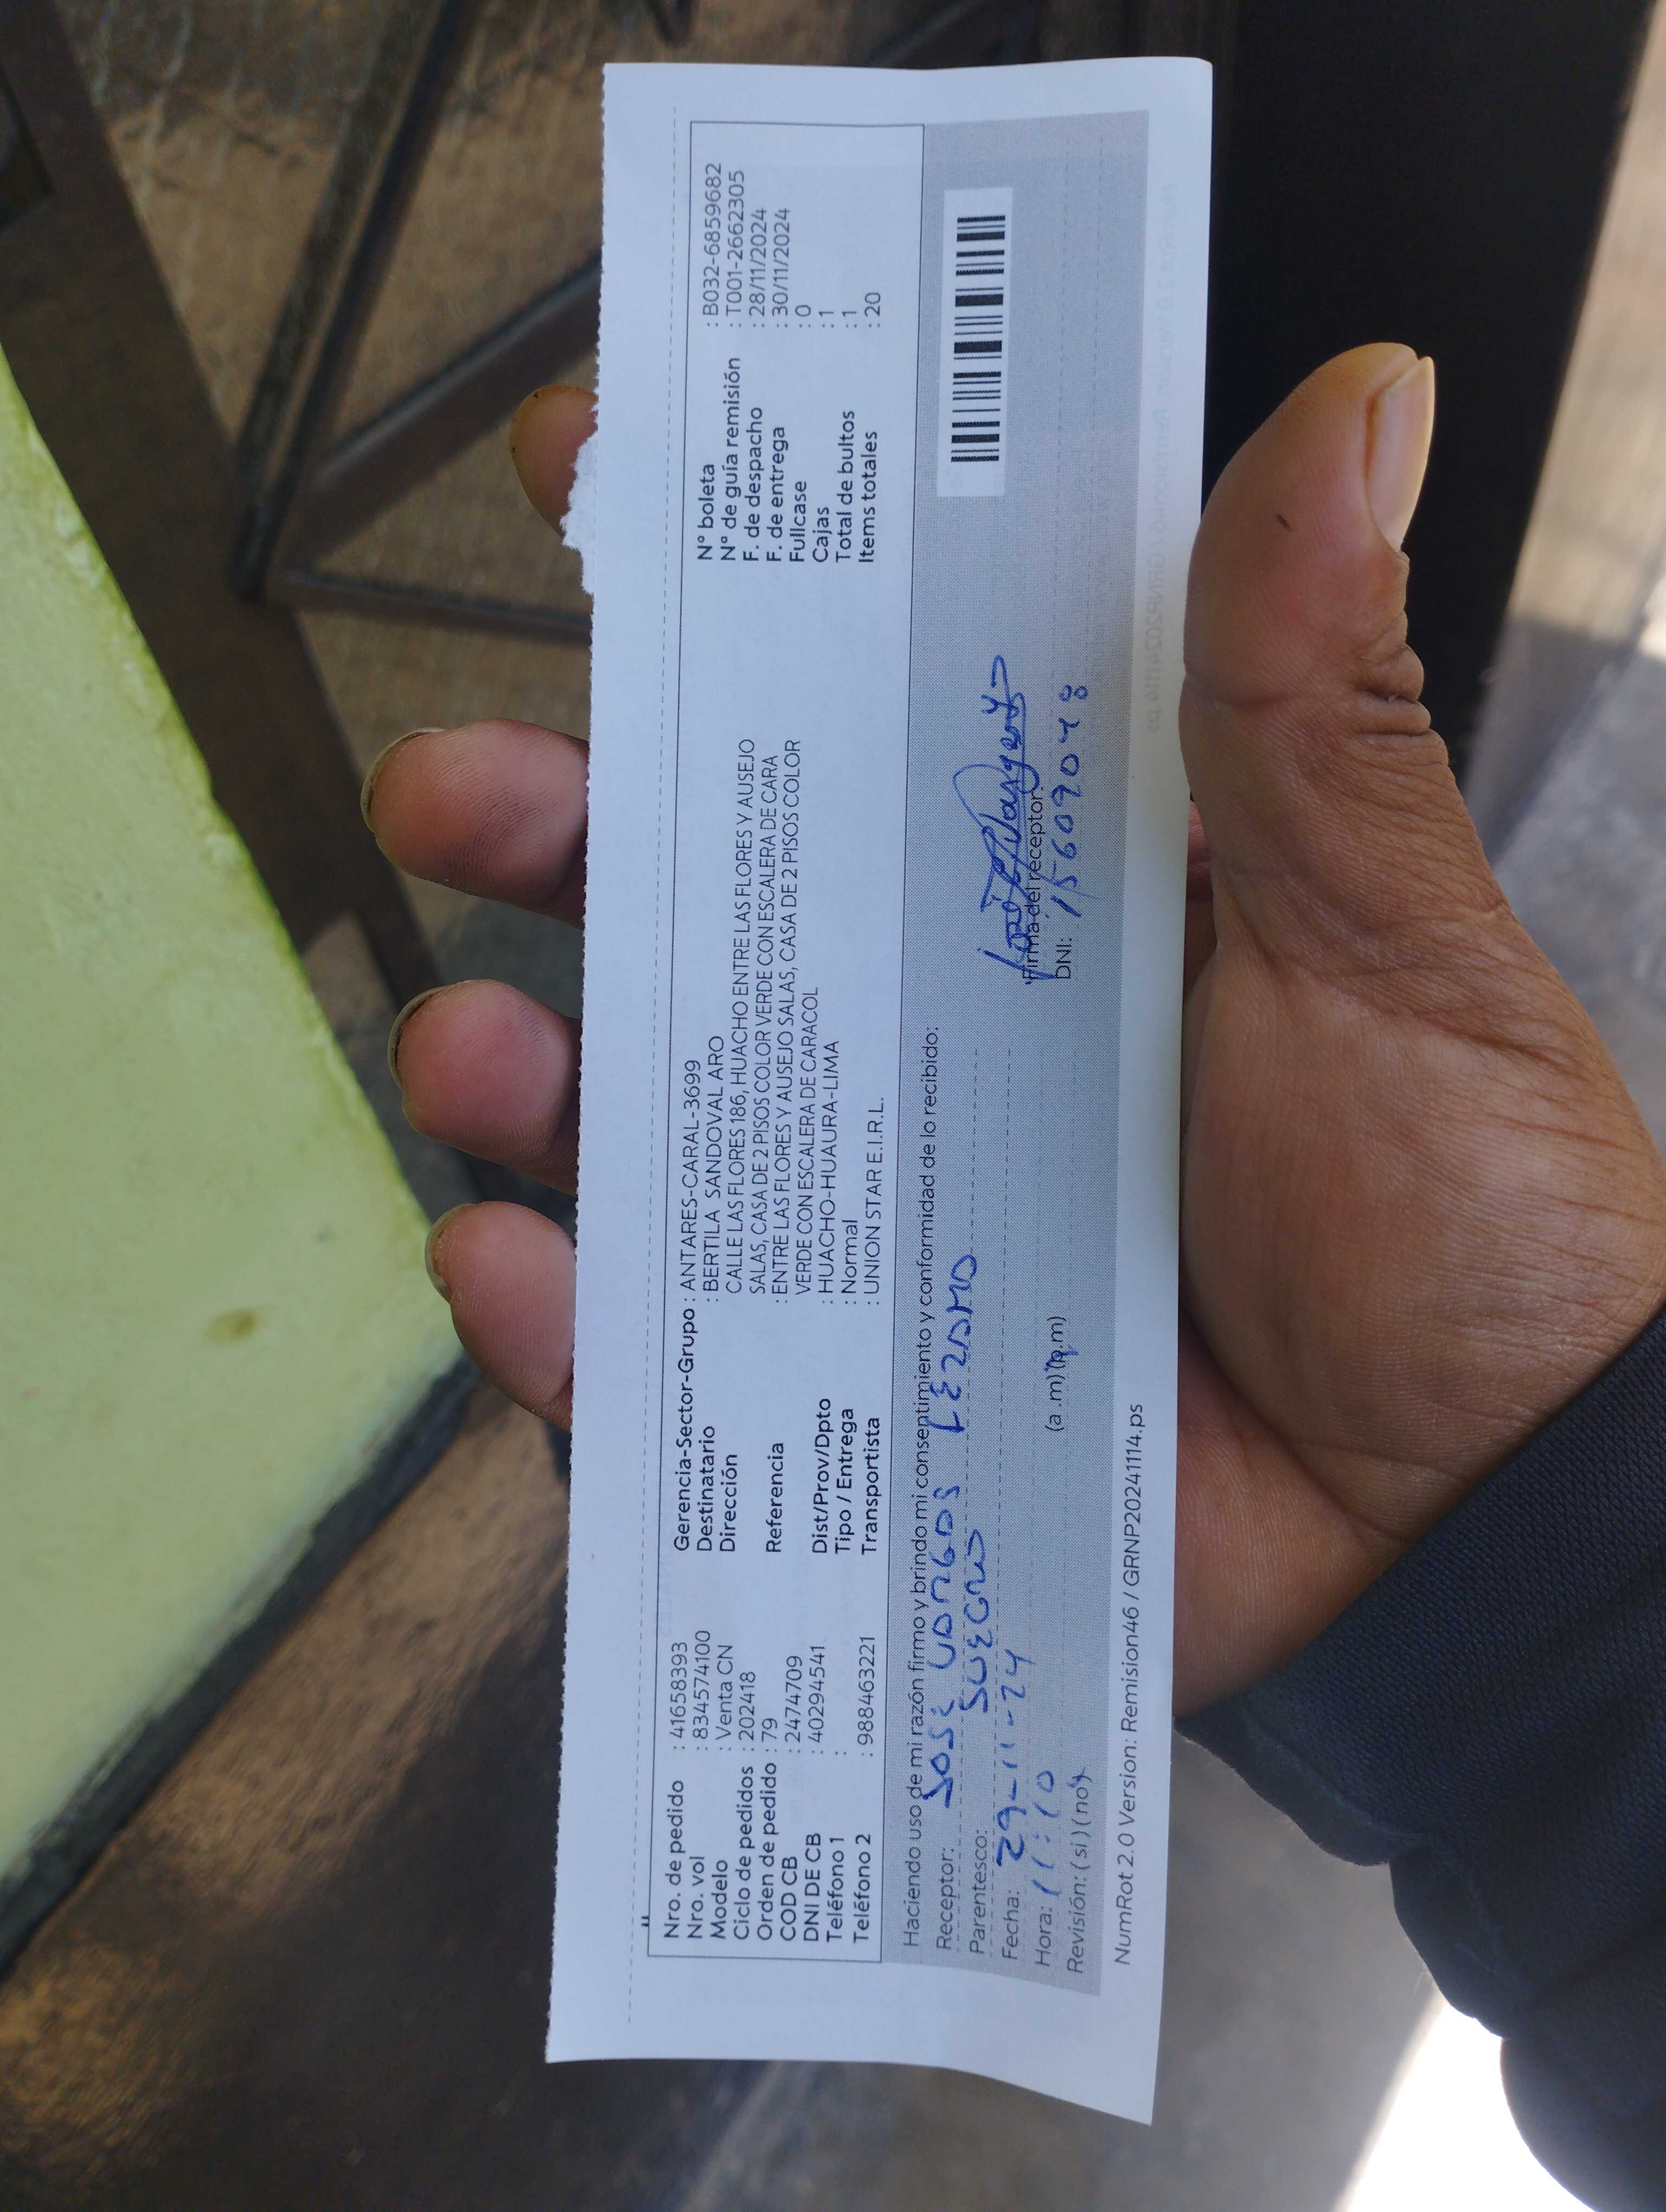 Nro. de pedido : 41658393
Nro. vol : 834574100
Modelo : Venta CN
Ciclo de pedidos : 202418
Orden de pedido : 79
COD CB : 2474709
DNI DE CB : 40294541
Teléfono 1 :
Teléfono 2 : 988463221
Gerencia-Sector-Grupo : ANTARES-CARAL-3699
Destinatario : BERTILA SANDOVAL ARO
Dirección CALLE LAS FLORES 186, HUACHO ENTRE LAS FLORES Y AUSEJO
SALAS, CASA DE 2 PISOS COLOR VERDE CON ESCALERA DE CARA
Referencia : ENTRE LAS FLORES Y AUSEJO SALAS, CASA DE 2 PISOS COLOR
VERDE CON ESCALERA DE CARACOL
Dist/Prov/Dpto : HUACHO-HUAURA-LIMA
Tipo / Entrega : Normal
Transportista : UNION STAR E.I.R.L.
N° boleta : B032-6859682
N° de guía remisión : T001-2662305
F. de despacho : 28/11/2024
F. de entrega : 30/11/2024
Fullcase : 0
Cajas : 1
Total de bultos : 1
Items totales : 20
Haciendo uso de mi razón firmo y brindo mi consentimiento y conformidad de lo recibido:
Receptor: José VARGAS LEZAMA
Parentesco: SUEGRO
Fecha: 29-11-24
Hora: 11:10 (a .m) (p.m)
Revisión: (si) (no)
Firma del receptor:
DNI: 15609048
NumRot 2.0 Version: Remision46 / GRNP20241114.ps